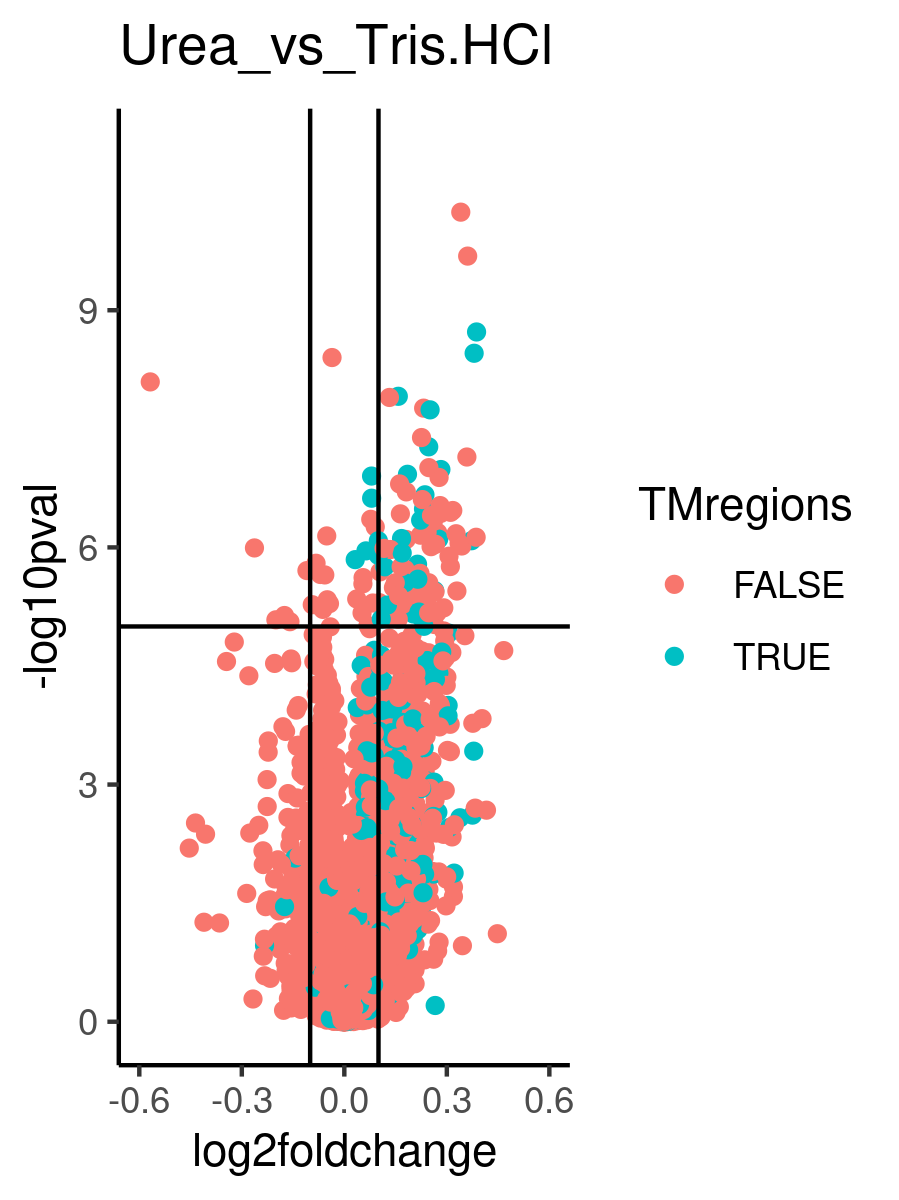 Urea_vs_Tris.HCl
9
6
3
0
-log10pval
-0.6 -0.3 0.0 0.3 0.6
log2foldchange
TMregions
FALSE
TRUE